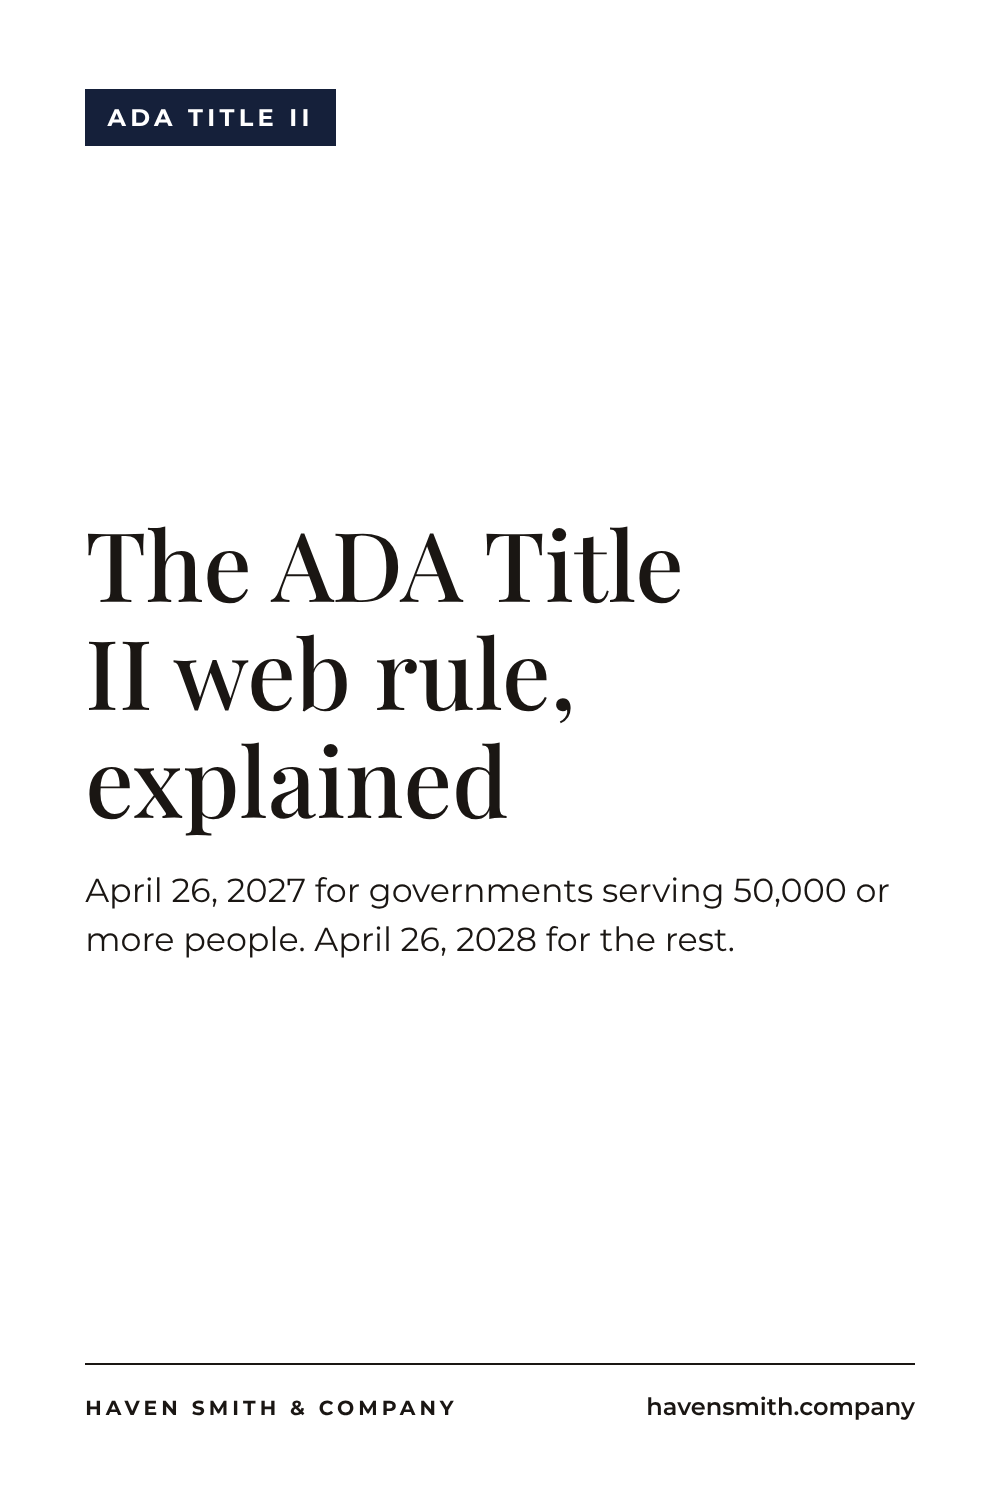 ADA TITLE II
The ADA Title
II web rule,
explained
April 26, 2027 for governments serving 50,000 or
more people. April 26, 2028 for the rest.
HAVEN SMITH & COMPANY
havensmith.company